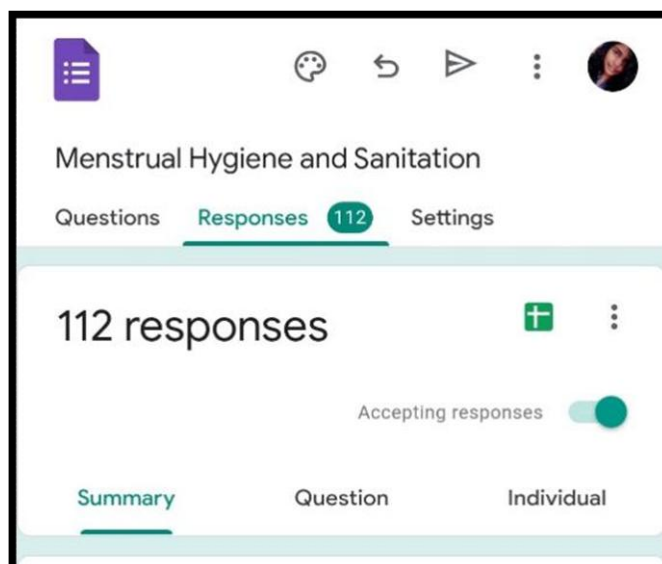 Menstrual Hygiene and Sanitation
Questions Responses 112 Settings
112 responses
Accepting responses
Summary Question Individual